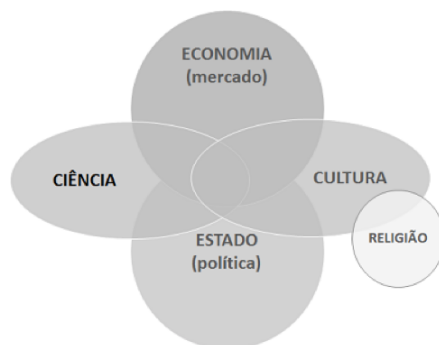 ECONOMIA
(mercado)
CIÊNCIA
CULTURA
ESTADO
(política)
RELIGIÃO